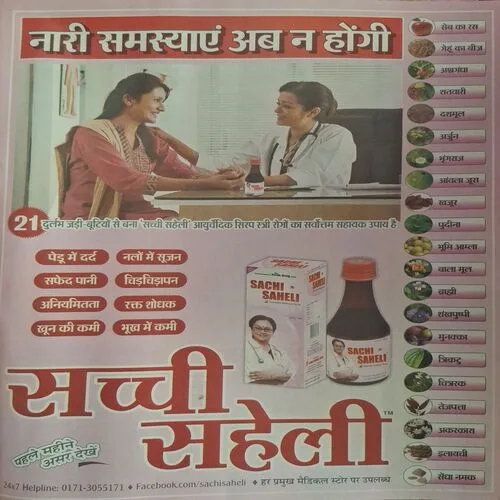 नारी समस्याएं अब न होंगी
21 दुर्लभ जड़ी-बूटियों से बना 'सच्ची सहेली' आयुर्वेदिक सिरप स्त्री रोगों का सर्वोत्तम सहायक उपाय है
पेडू में दर्द
नलों में सूजन
सफेद पानी
चिड़चिड़ापन
अनियमितता
रक्त शोधक
खून की कमी
भूख में कमी
SACHI
SAHELI
SACHI
SAHELI
सच्ची
सहेली™
पहले महीने
असर देखें
24x7 Helpline: 0171-3055171 ♦ Facebook.com/sachisaheli ♦ हर प्रमुख मेडिकल स्टोर पर उपलब्ध
सेब का रस
गेहूं का बीज
अश्वगंधा
शतावरी
दशमूल
अर्जुन
भृंगराज
आंवला जूस
खजूर
पुदीना
भूमि आमला
बाला मूल
ब्राह्मी
शंखपुष्पी
मुनक्का
त्रिकटु
चित्रक
तेजपत्ता
अकरकारा
इलायची
सेंधा नमक